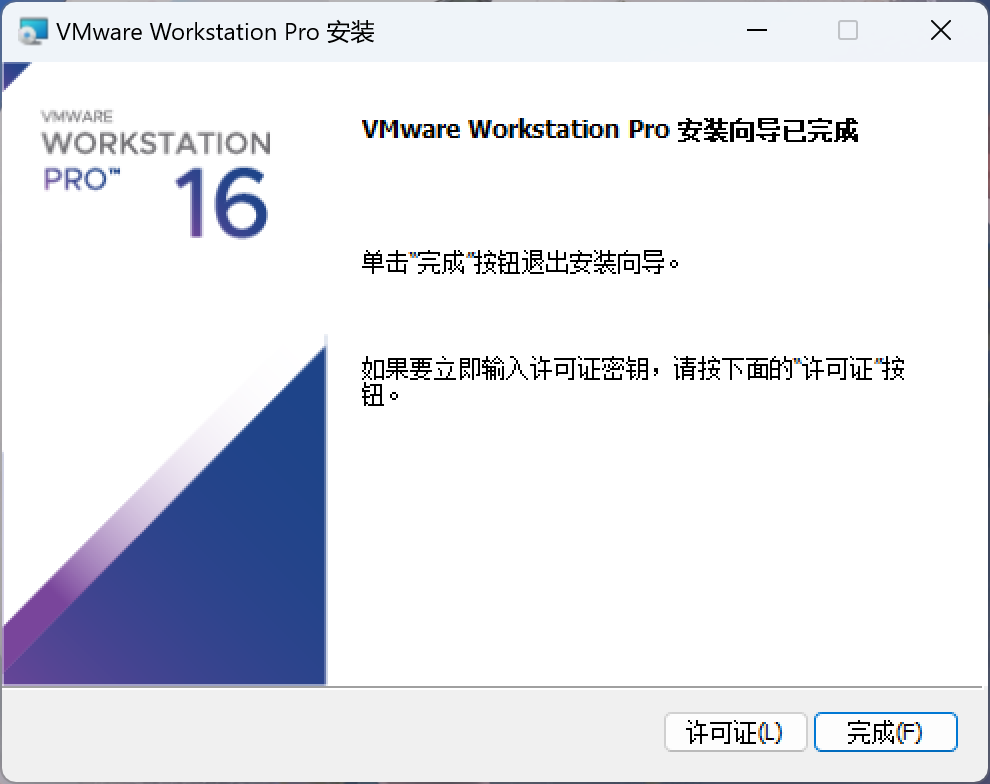 VMware Workstation Pro 安装
VMWARE
WORKSTATION
PRO™
16
VMware Workstation Pro 安装向导已完成
单击"完成"按钮退出安装向导。
如果要立即输入许可证密钥，请按下面的"许可证"按
钮。
许可证(L)
完成(F)